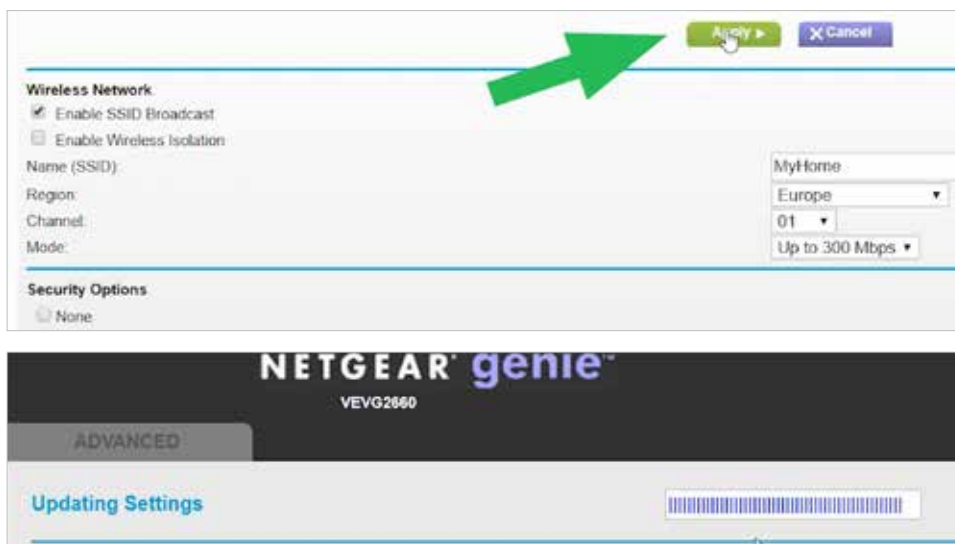 Apply ▶ X Cancel
Wireless Network
Enable SSID Broadcast
Enable Wireless Isolation
Name (SSID): MyHome
Region: Europe
Channel: 01
Mode: Up to 300 Mbps
Security Options
None
NETGEAR® genie™
VEVG2660
ADVANCED
Updating Settings